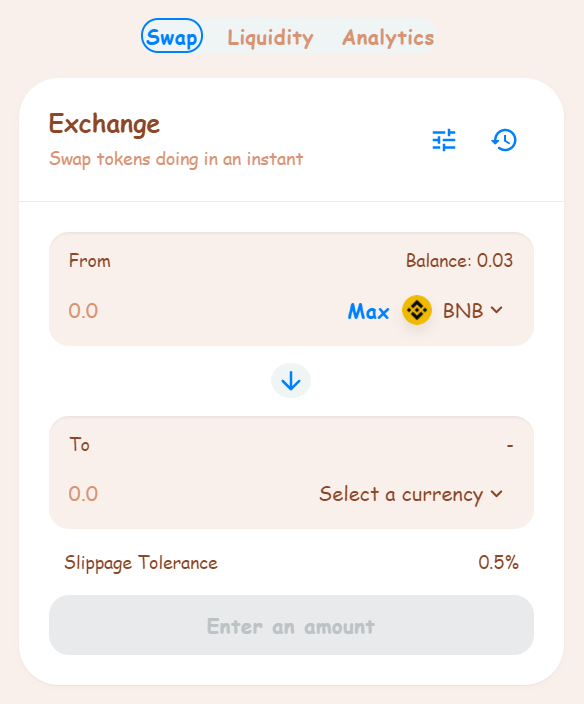 Swap Liquidity Analytics
Exchange
Swap tokens doing in an instant
From Balance: 0.03
0.0 Max BNB
To -
0.0 Select a currency
Slippage Tolerance 0.5%
Enter an amount